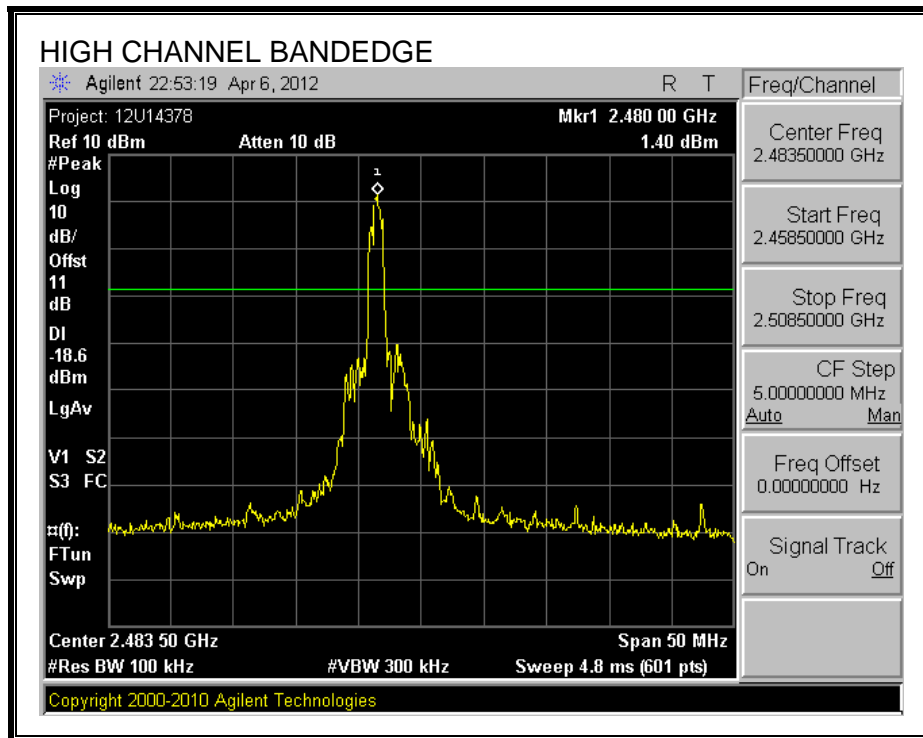 HIGH CHANNEL BANDEDGE
Agilent 22:53:19 Apr 6, 2012
R T
Freq/Channel
Project: 12U14378
Mkr1 2.480 00 GHz
Ref 10 dBm
Atten 10 dB
1.40 dBm
#Peak
Log
10
dB/
Offst
11
dB
DI
-18.6
dBm
LgAv
V1 S2
S3 FC
¤(f):
FTun
Swp
1
Center 2.483 50 GHz
Span 50 MHz
#Res BW 100 kHz
#VBW 300 kHz
Sweep 4.8 ms (601 pts)
Center Freq
2.48350000 GHz
Start Freq
2.45850000 GHz
Stop Freq
2.50850000 GHz
CF Step
5.00000000 MHz
Auto Man
Freq Offset
0.00000000 Hz
Signal Track
On Off
Copyright 2000-2010 Agilent Technologies